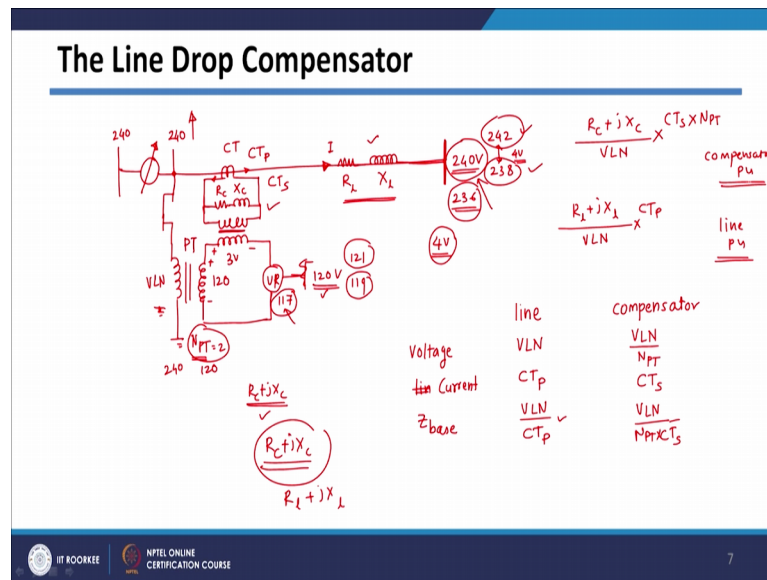 The Line Drop Compensator
240
240
CT
CTP
I
Rc Xc
CTS
RL
XL
240V
242
4V
238
236
4V
PT
3V
VLN
120
VR
120V
121
119
117
NPT=2
240
120
Rc+jXc
Rc+jXc
Rl+jXl
Rc+jXc
VLN
× CTS×NPT
compensator
pu
Rl+jXl
VLN
× CTP
line
pu
line
compensator
Voltage
VLN
VLN
NPT
Current
CTP
CTS
Zbase
VLN
CTP
VLN
NPT×CTS
IIT ROORKEE
NPTEL ONLINE
CERTIFICATION COURSE
7